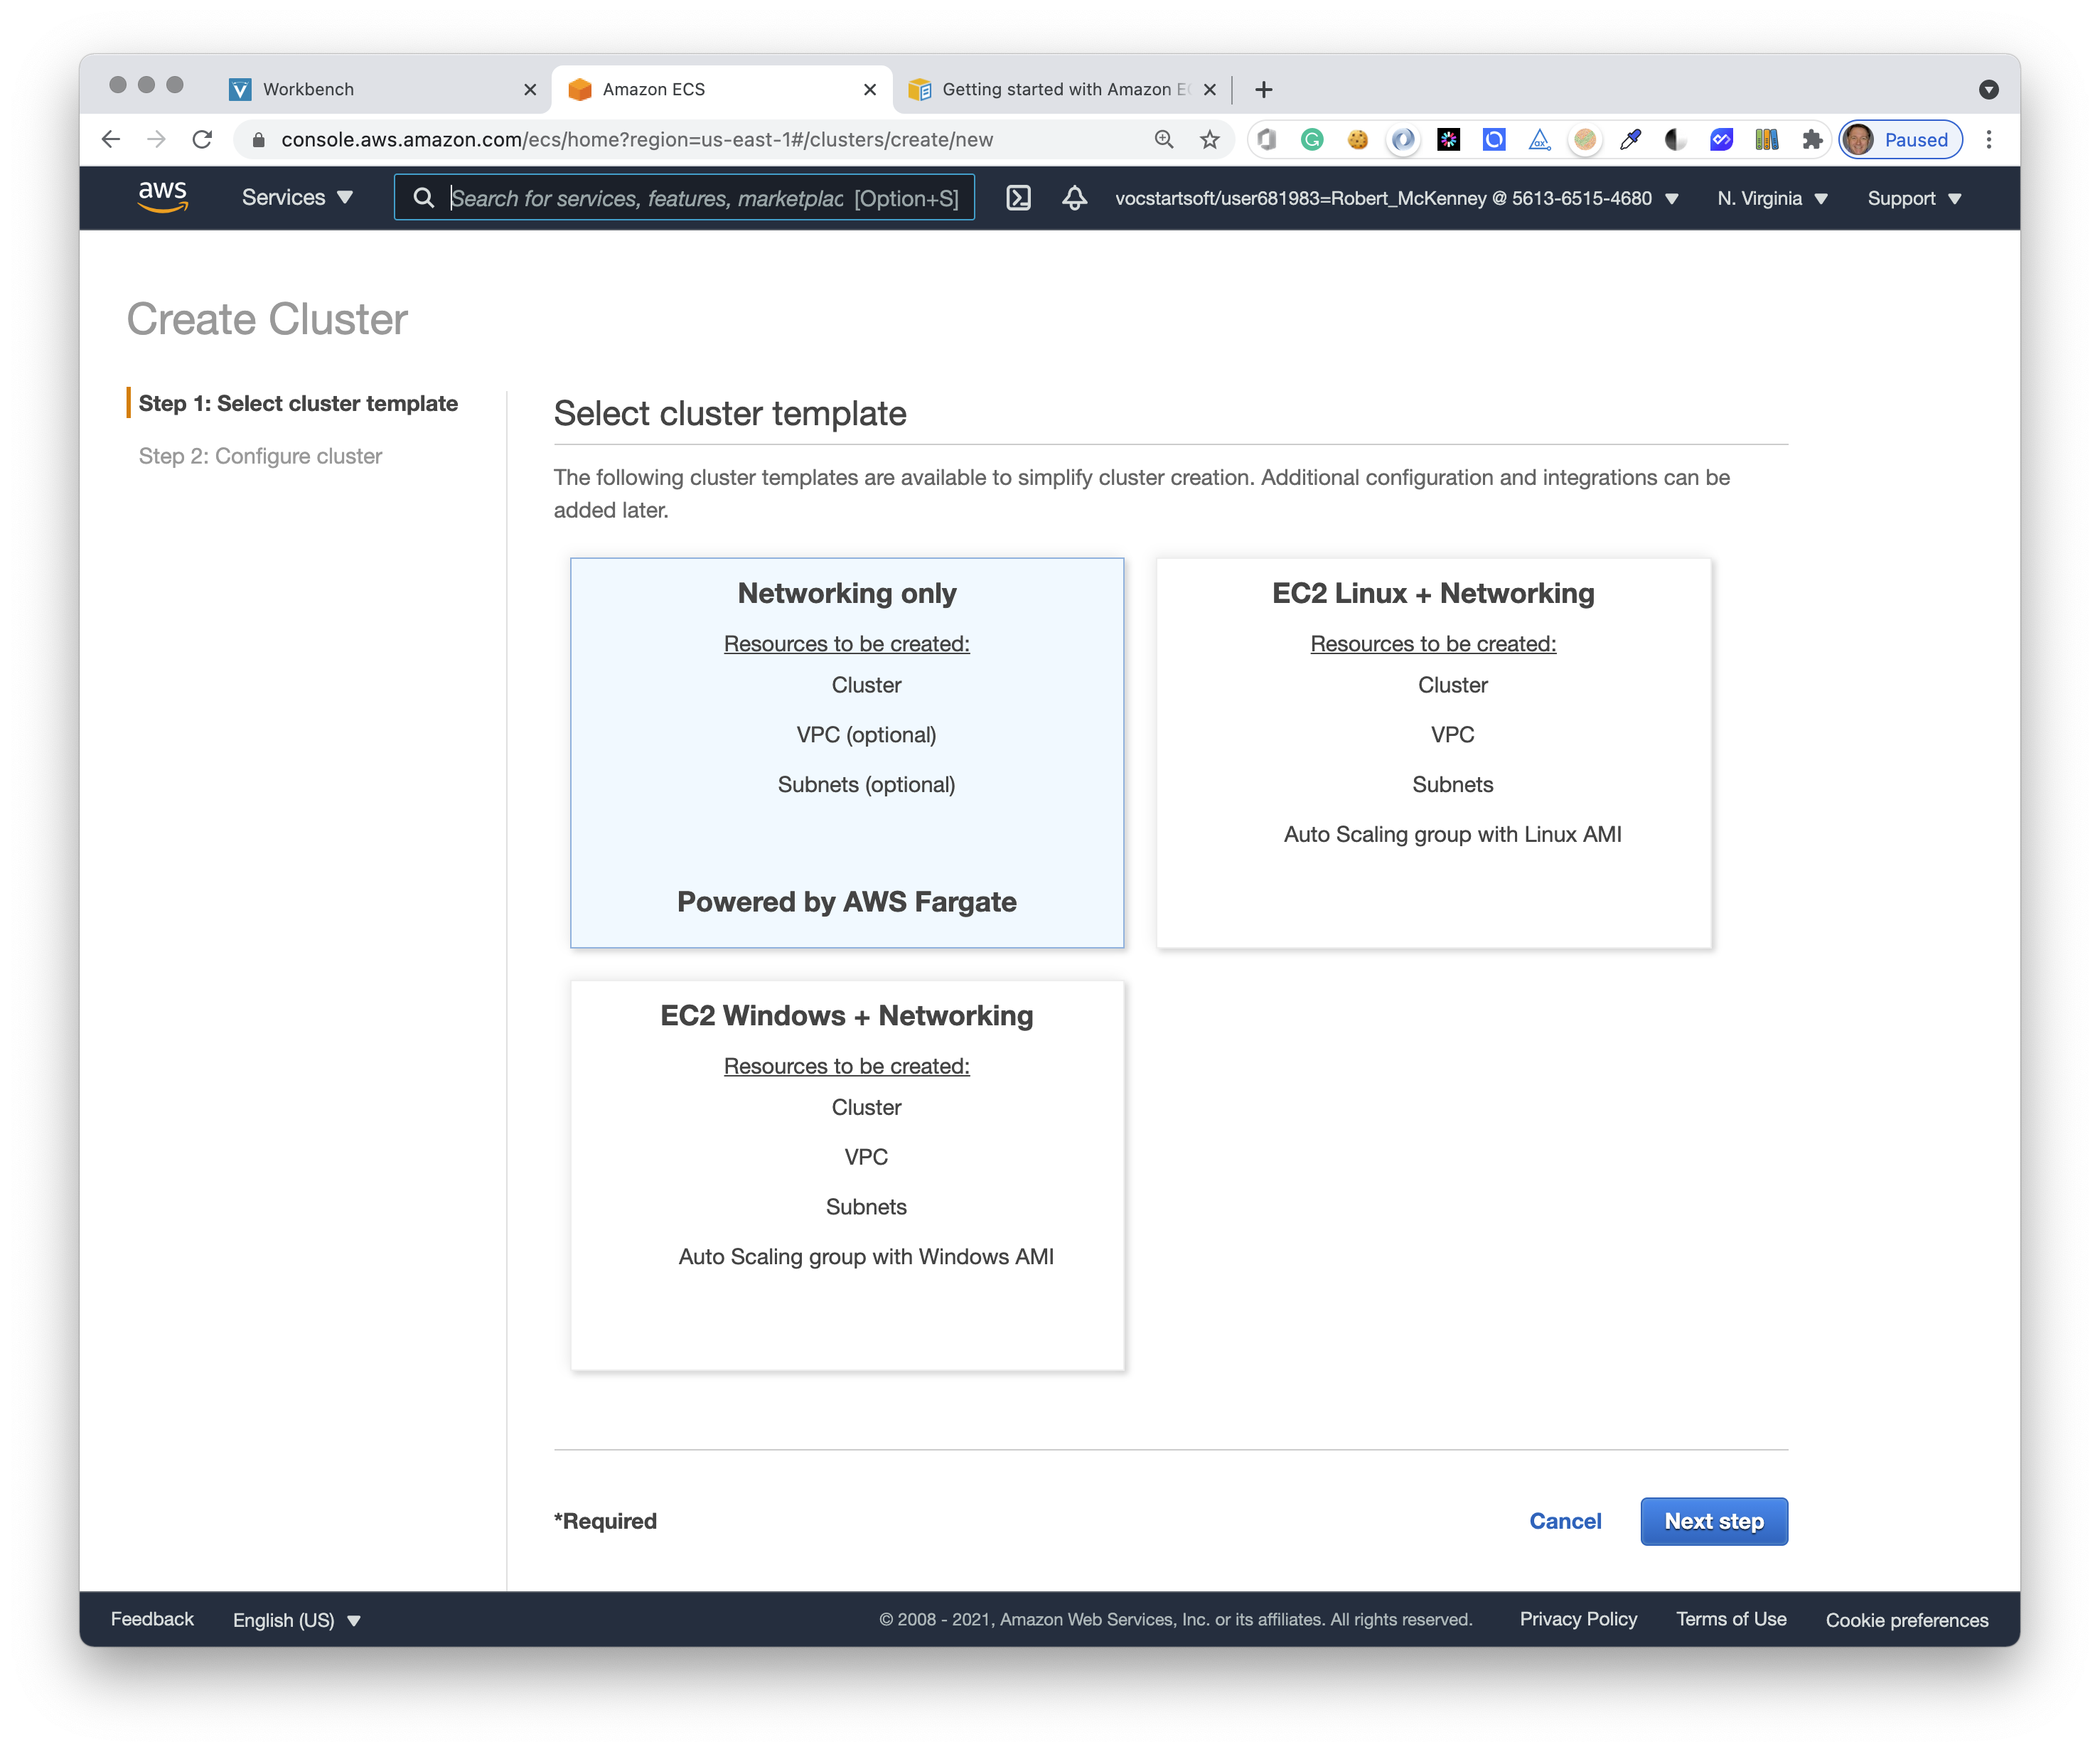 Workbench
Amazon ECS
Getting started with Amazon
console.aws.amazon.com/ecs/home?region=us-east-1#/clusters/create/new
Paused
aws
Services
Search for services, features, marketplac [Option+S]
vocstartsoft/user681983=Robert_McKenney @ 5613-6515-4680
N. Virginia
Support
Create Cluster
Step 1: Select cluster template
Step 2: Configure cluster
Select cluster template
The following cluster templates are available to simplify cluster creation. Additional configuration and integrations can be
added later.
Networking only
Resources to be created:
Cluster
VPC (optional)
Subnets (optional)
Powered by AWS Fargate
EC2 Linux + Networking
Resources to be created:
Cluster
VPC
Subnets
Auto Scaling group with Linux AMI
EC2 Windows + Networking
Resources to be created:
Cluster
VPC
Subnets
Auto Scaling group with Windows AMI
*Required
Cancel
Next step
Feedback
English (US)
© 2008 - 2021, Amazon Web Services, Inc. or its affiliates. All rights reserved.
Privacy Policy
Terms of Use
Cookie preferences